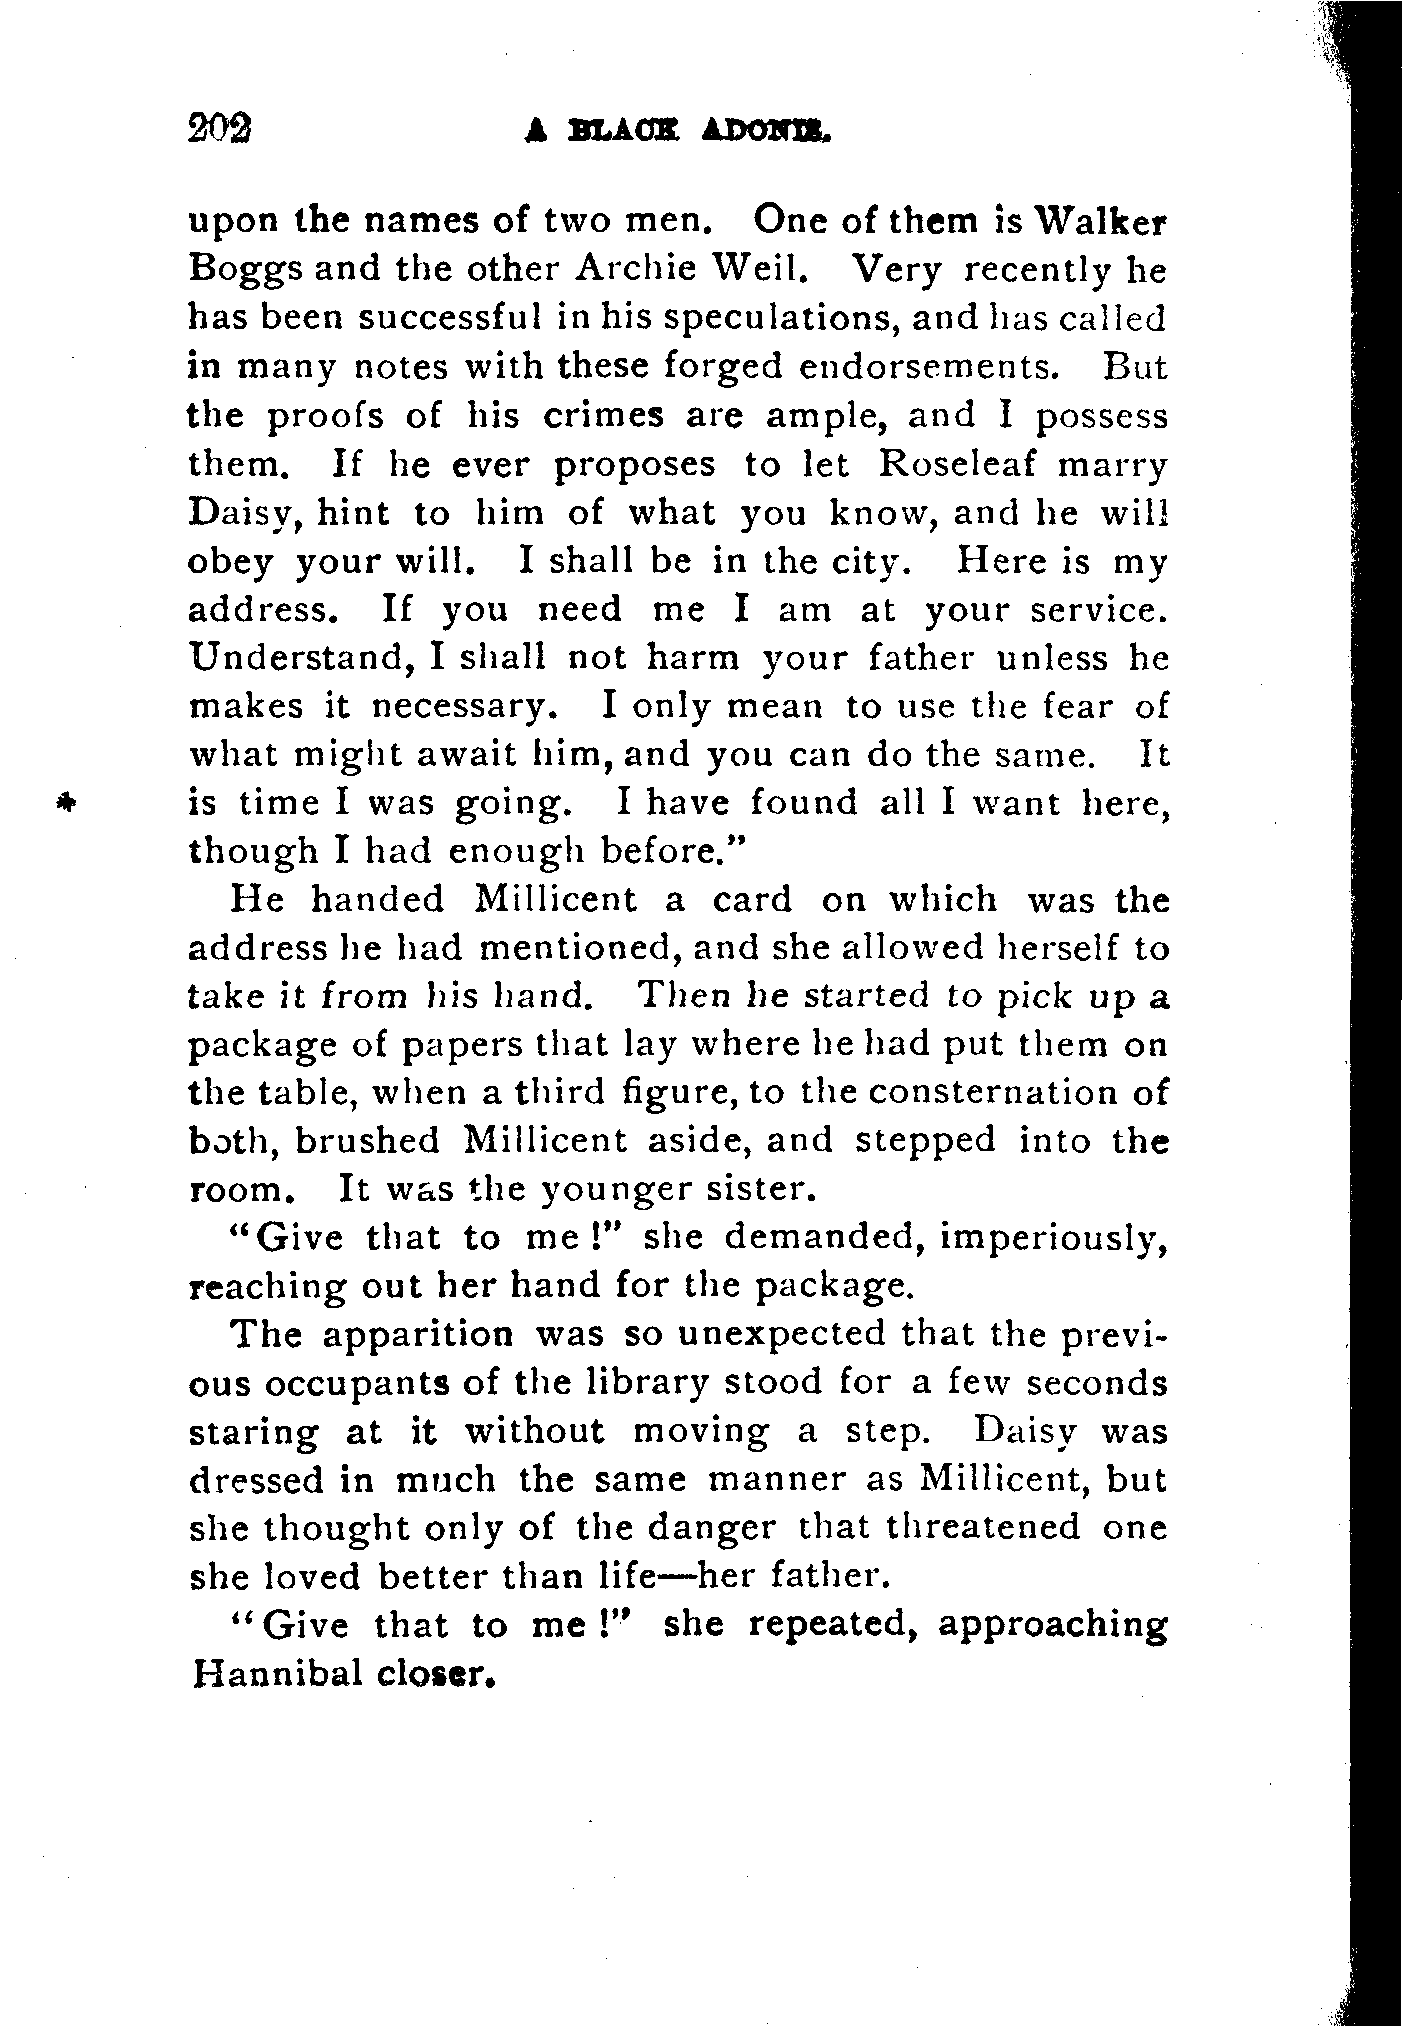 202 A BLACK ADONIS.
upon the names of two men. One of them is Walker
Boggs and the other Archie Weil. Very recently he
has been successful in his speculations, and has called
in many notes with these forged endorsements. But
the proofs of his crimes are ample, and I possess
them. If he ever proposes to let Roseleaf marry
Daisy, hint to him of what you know, and he will
obey your will. I shall be in the city. Here is my
address. If you need me I am at your service.
Understand, I shall not harm your father unless he
makes it necessary. I only mean to use the fear of
what might await him, and you can do the same. It
is time I was going. I have found all I want here,
though I had enough before."
He handed Millicent a card on which was the
address he had mentioned, and she allowed herself to
take it from his hand. Then he started to pick up a
package of papers that lay where he had put them on
the table, when a third figure, to the consternation of
both, brushed Millicent aside, and stepped into the
room. It was the younger sister.
"Give that to me!" she demanded, imperiously,
reaching out her hand for the package.
The apparition was so unexpected that the previ-
ous occupants of the library stood for a few seconds
staring at it without moving a step. Daisy was
dressed in much the same manner as Millicent, but
she thought only of the danger that threatened one
she loved better than life—her father.
"Give that to me!" she repeated, approaching
Hannibal closer.